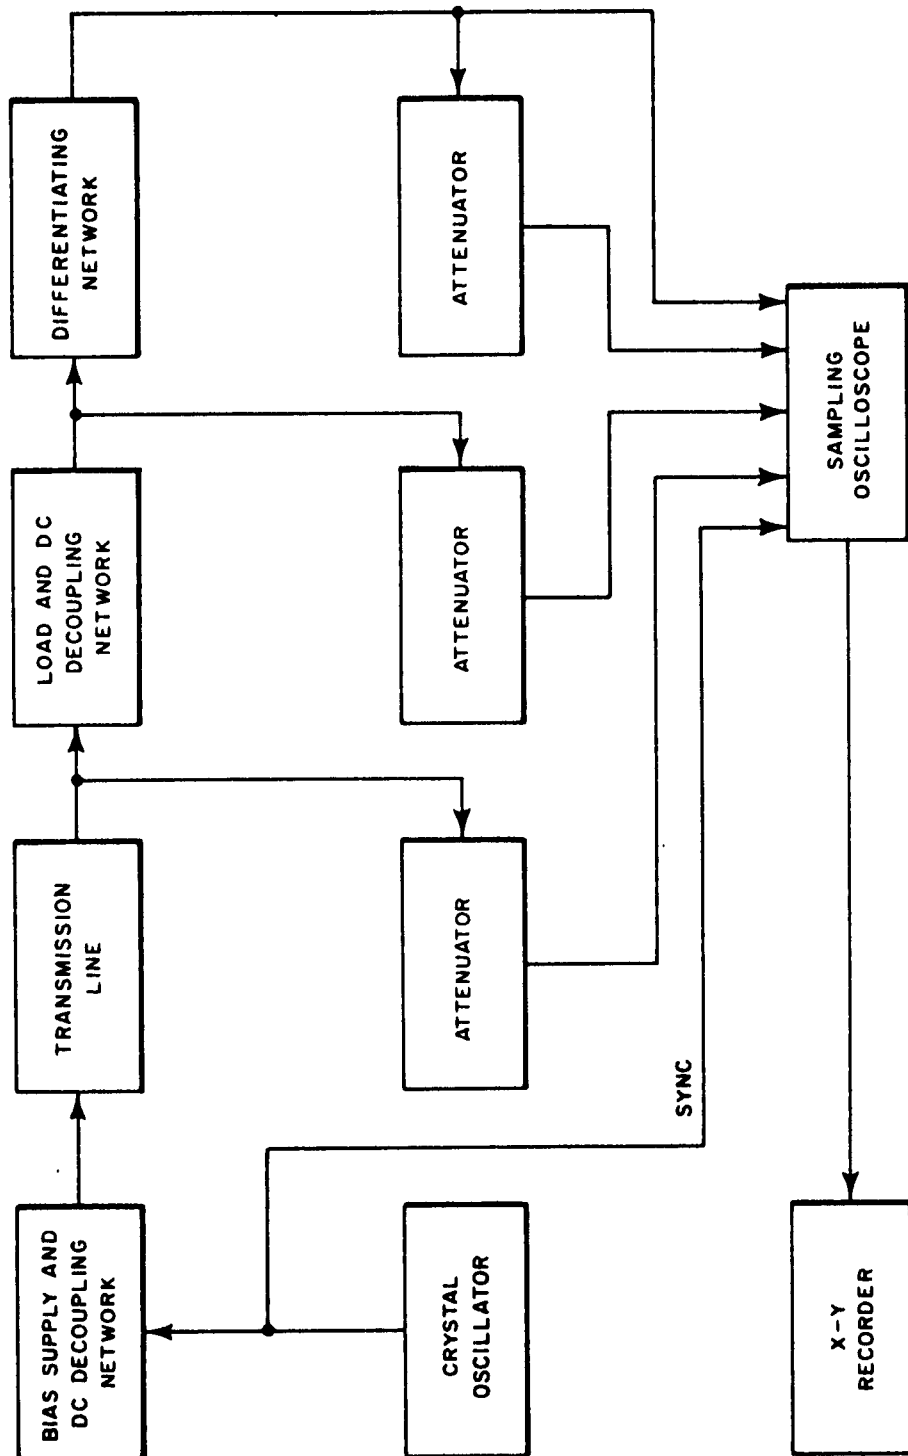 BIAS SUPPLY AND
DC DECOUPLING
NETWORK
TRANSMISSION
LINE
LOAD AND DC
DECOUPLING
NETWORK
DIFFERENTIATING
NETWORK
CRYSTAL
OSCILLATOR
ATTENUATOR
ATTENUATOR
ATTENUATOR
SYNC
X-Y
RECORDER
SAMPLING
OSCILLOSCOPE